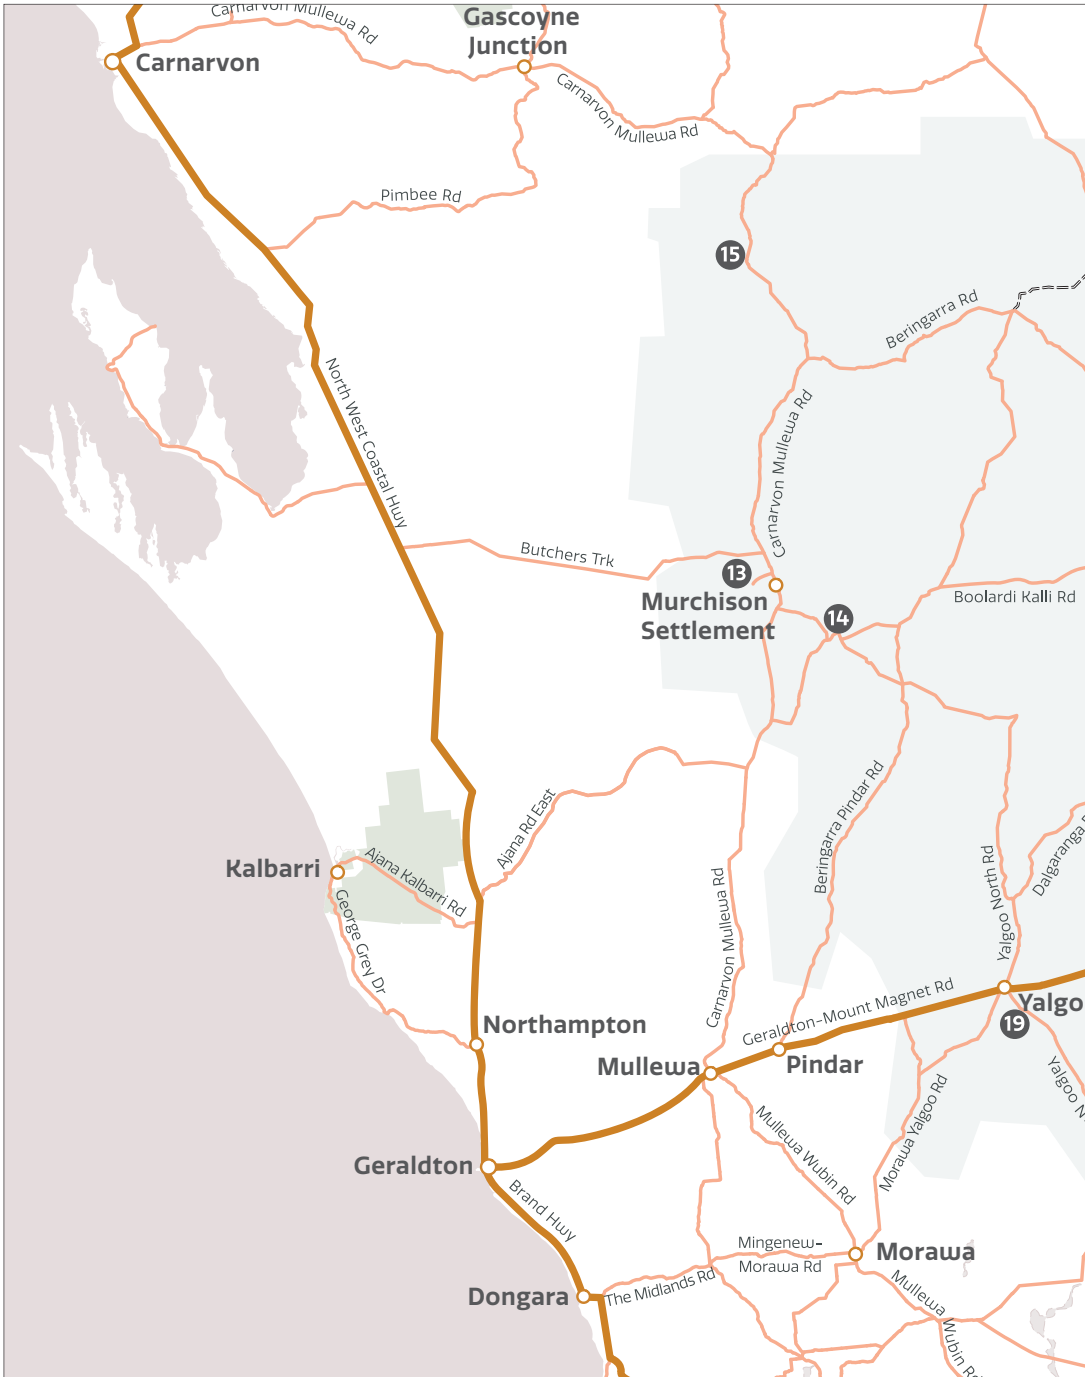 Carnarvon Mullewa Rd
Gascoyne
Junction
Carnarvon
Carnarvon Mullewa Rd
Pimbee Rd
15
Beringarra Rd
North West Coastal Hwy
Carnarvon Mullewa Rd
Butchers Trk
13
Murchison
Settlement
14
Boolardi Kalli Rd
Ajana Rd East
Beringarra Pindar Rd
Dalgaranga
Kalbarri
Ajana Kalbarri Rd
George Grey Dr
Carnarvon Mullewa Rd
Yalgoo North Rd
Geraldton-Mount Magnet Rd
Yalgo
19
Northampton
Mullewa
Pindar
Yalgoo N
Morawa Yalgoo Rd
Mullewa Wubin Rd
Geraldton
Brand Hwy
Mingenew-
Morawa Rd
Morawa
Dongara
The Midlands Rd
Mullewa Wubin Rd